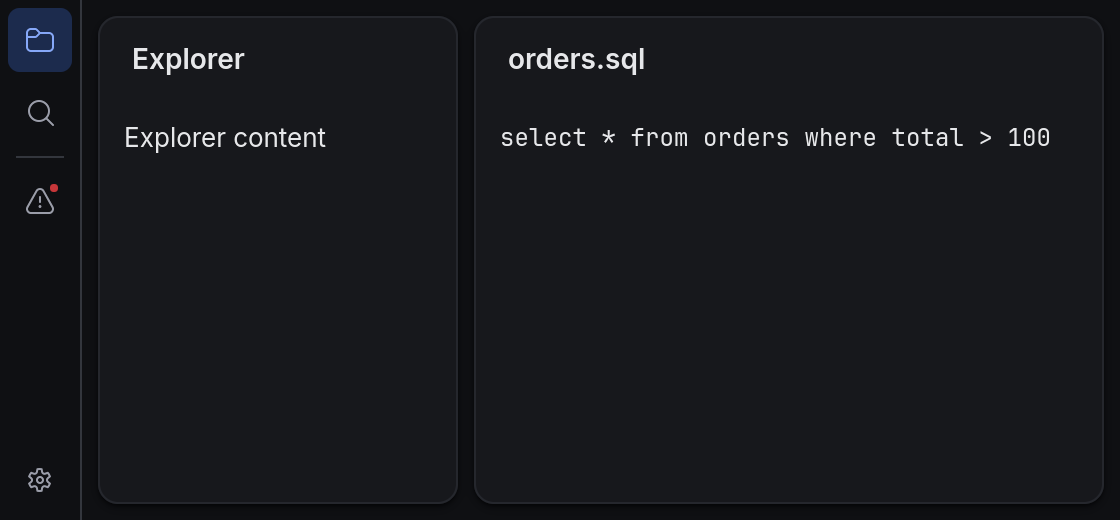 Explorer
Explorer content
orders.sql
select * from orders where total > 100